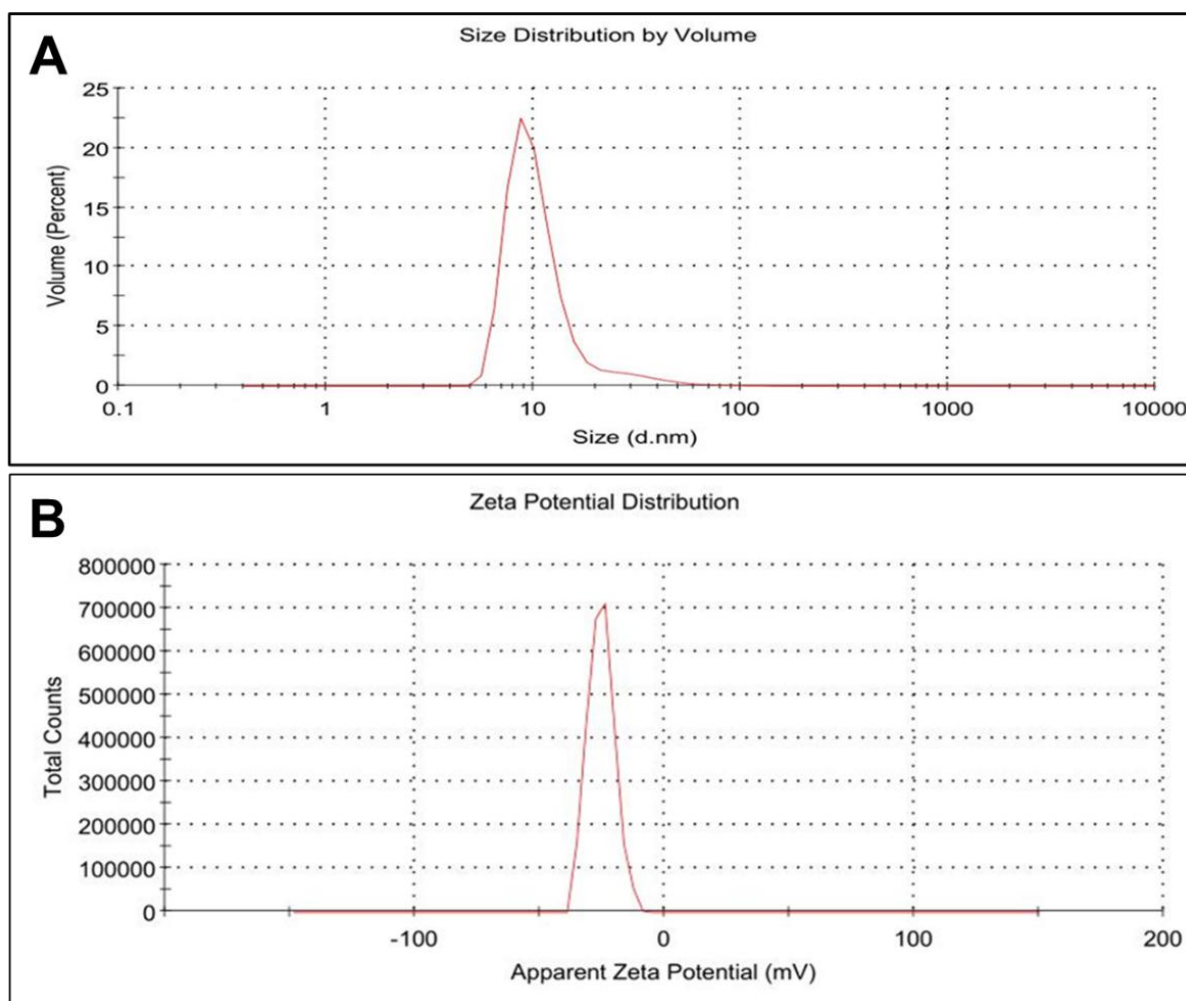 A
Size Distribution by Volume
Volume (Percent)
25
20
15
10
5
0
0.1 1 10 100 1000 10000
Size (d.nm)
B
Zeta Potential Distribution
Total Counts
800000
700000
600000
500000
400000
300000
200000
100000
0
-100 0 100 200
Apparent Zeta Potential (mV)